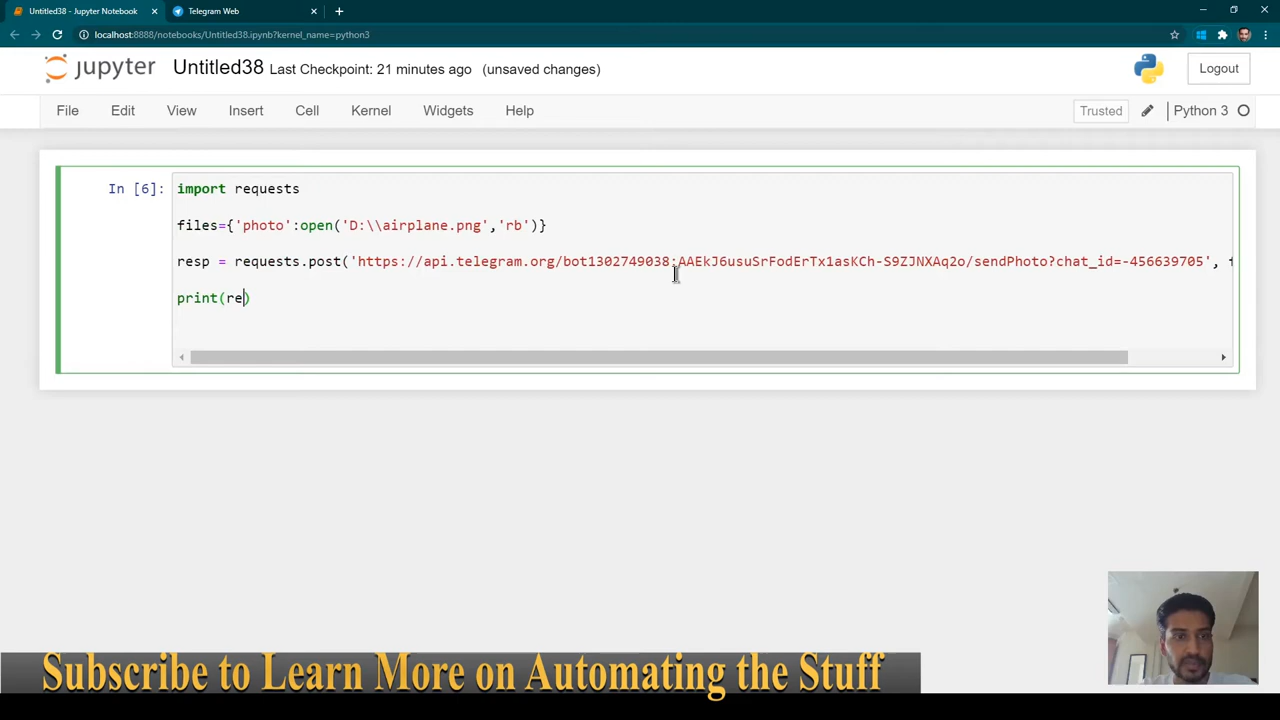 Untitled38 - Jupyter Notebook
Telegram Web
localhost:8888/notebooks/Untitled38.ipynb?kernel_name=python3
jupyter Untitled38 Last Checkpoint: 21 minutes ago (unsaved changes)
Logout
File Edit View Insert Cell Kernel Widgets Help
Trusted
Python 3
In [6]:
import requests
files={'photo':open('D:\\airplane.png','rb')}
resp = requests.post('https://api.telegram.org/bot1302749038:AAEkJ6usuSrFodErTx1asKCh-S9ZJNXAq2o/sendPhoto?chat_id=-456639705', f
print(re)
Subscribe to Learn More on Automating the Stuff